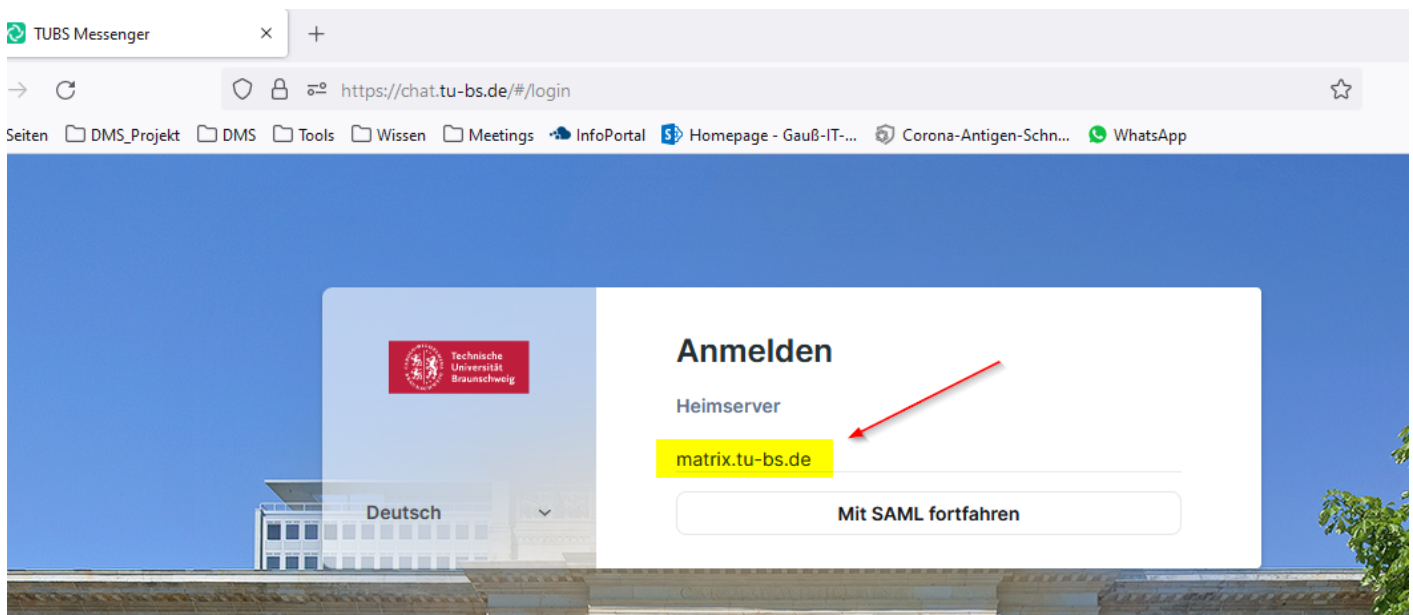 TUBS Messenger
https://chat.tu-bs.de/#/login
Seiten DMS_Projekt DMS Tools Wissen Meetings InfoPortal Homepage - Gauß-IT-... Corona-Antigen-Schn... WhatsApp
Technische
Universität
Braunschweig
Anmelden
Heimserver
matrix.tu-bs.de
Deutsch
Mit SAML fortfahren